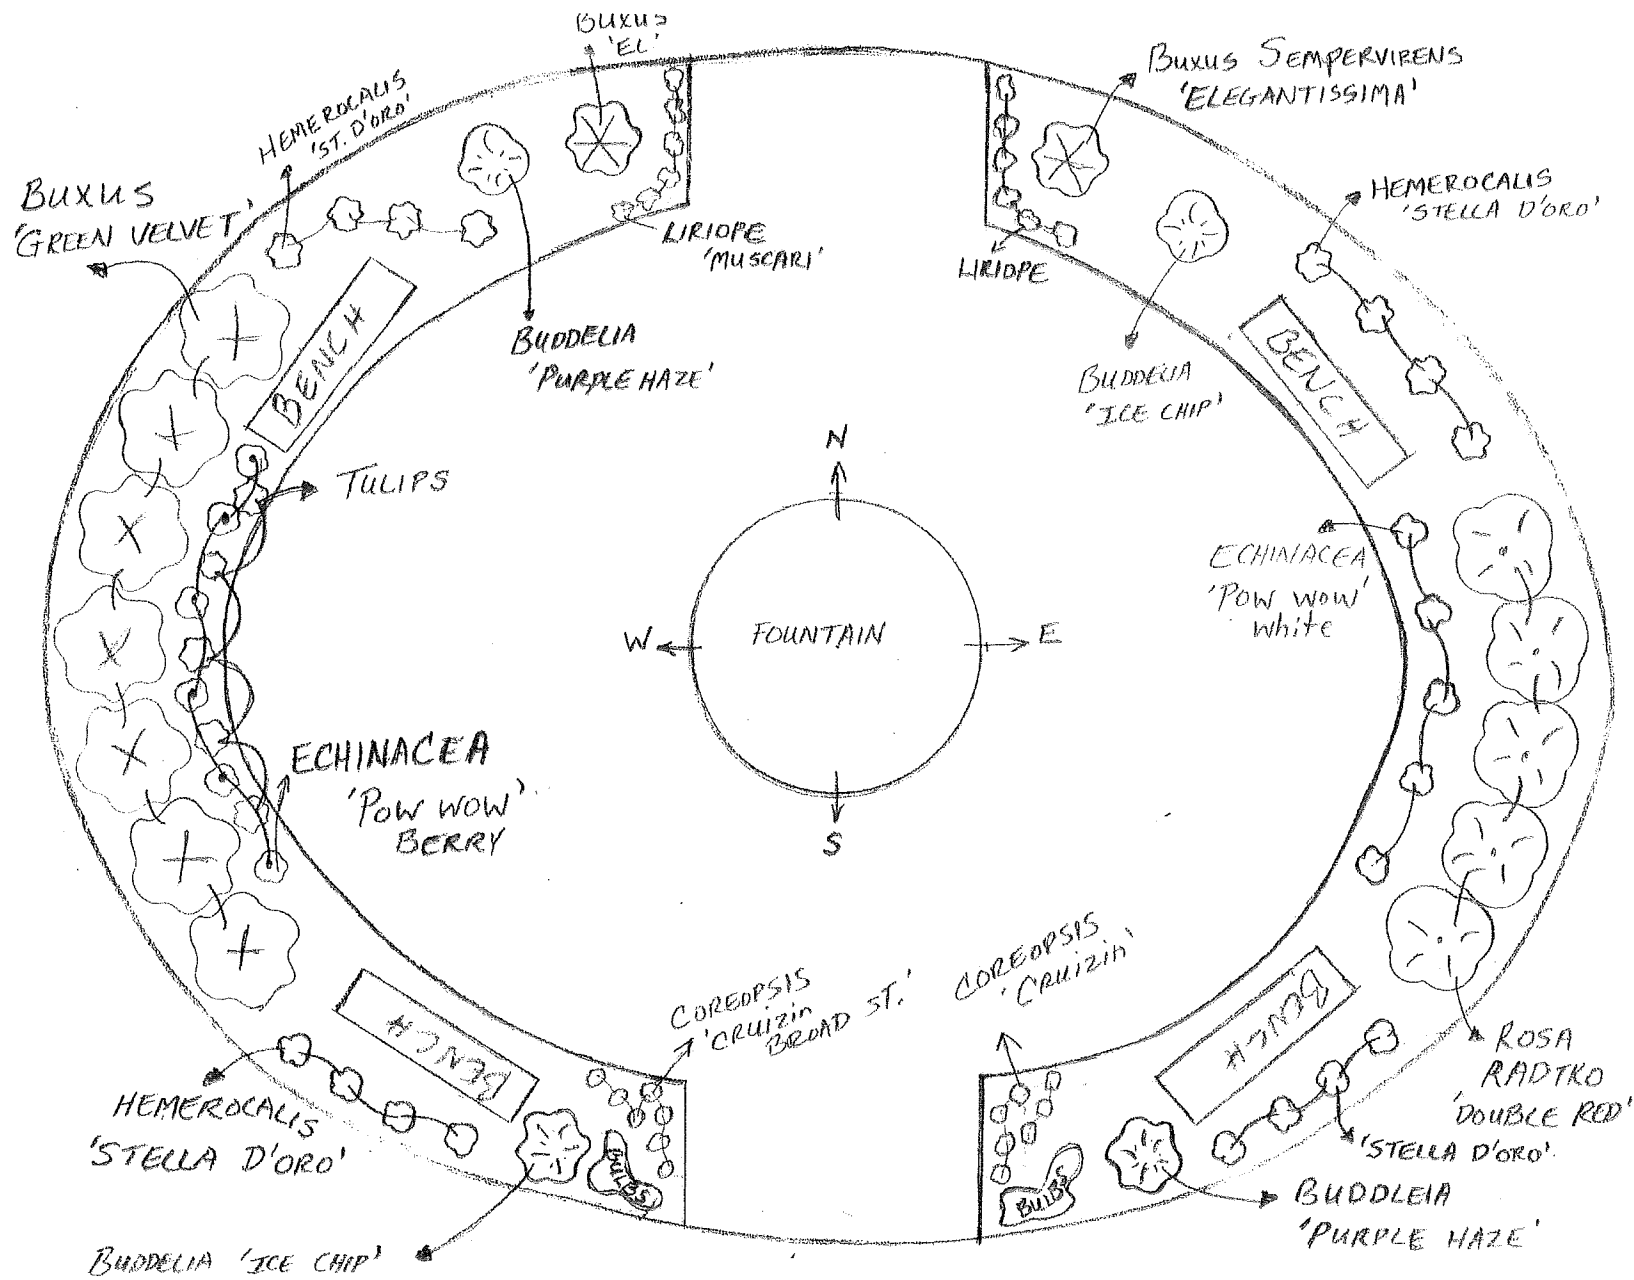 BUXUS
'EL'
BUXUS SEMPERVIRENS
'ELEGANTISSIMA'
HEMEROCALIS
'ST. D'ORO'
BUXUS
'GREEN VELVET'
HEMEROCALIS
'STELLA D'ORO'
LIRIOPE
'MUSCARI'
LIRIOPE
BENCH
BUDDELIA
'PURPLE HAZE'
BENCH
BUDDELIA
'ICE CHIP'
TULIPS
N
W
FOUNTAIN
E
S
ECHINACEA
'POW WOW'
White
ECHINACEA
'POW WOW'
BERRY
COREOPSIS
'CRUIZIN
BROAD ST.'
COREOPSIS
'CRUIZIN'
BENCH
BENCH
HEMEROCALIS
'STELLA D'ORO'
BULBS
BULBS
ROSA
RADTKO
'DOUBLE RED'
'STELLA D'ORO'
BUDDLEIA
'PURPLE HAZE'
BUDDELIA 'ICE CHIP'